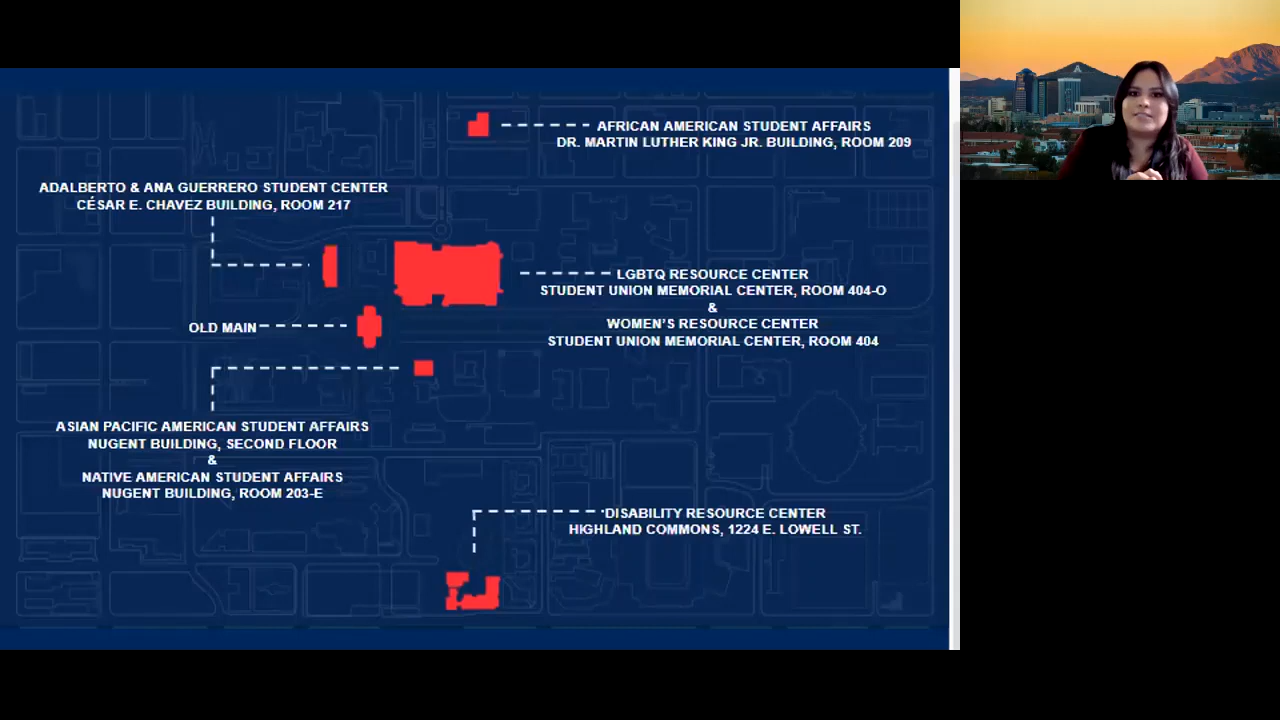 AFRICAN AMERICAN STUDENT AFFAIRS
DR. MARTIN LUTHER KING JR. BUILDING, ROOM 209
ADALBERTO & ANA GUERRERO STUDENT CENTER
CÉSAR E. CHAVEZ BUILDING, ROOM 217
LGBTQ RESOURCE CENTER
STUDENT UNION MEMORIAL CENTER, ROOM 404-O
&
WOMEN'S RESOURCE CENTER
STUDENT UNION MEMORIAL CENTER, ROOM 404
OLD MAIN
ASIAN PACIFIC AMERICAN STUDENT AFFAIRS
NUGENT BUILDING, SECOND FLOOR
&
NATIVE AMERICAN STUDENT AFFAIRS
NUGENT BUILDING, ROOM 203-E
DISABILITY RESOURCE CENTER
HIGHLAND COMMONS, 1224 E. LOWELL ST.
A